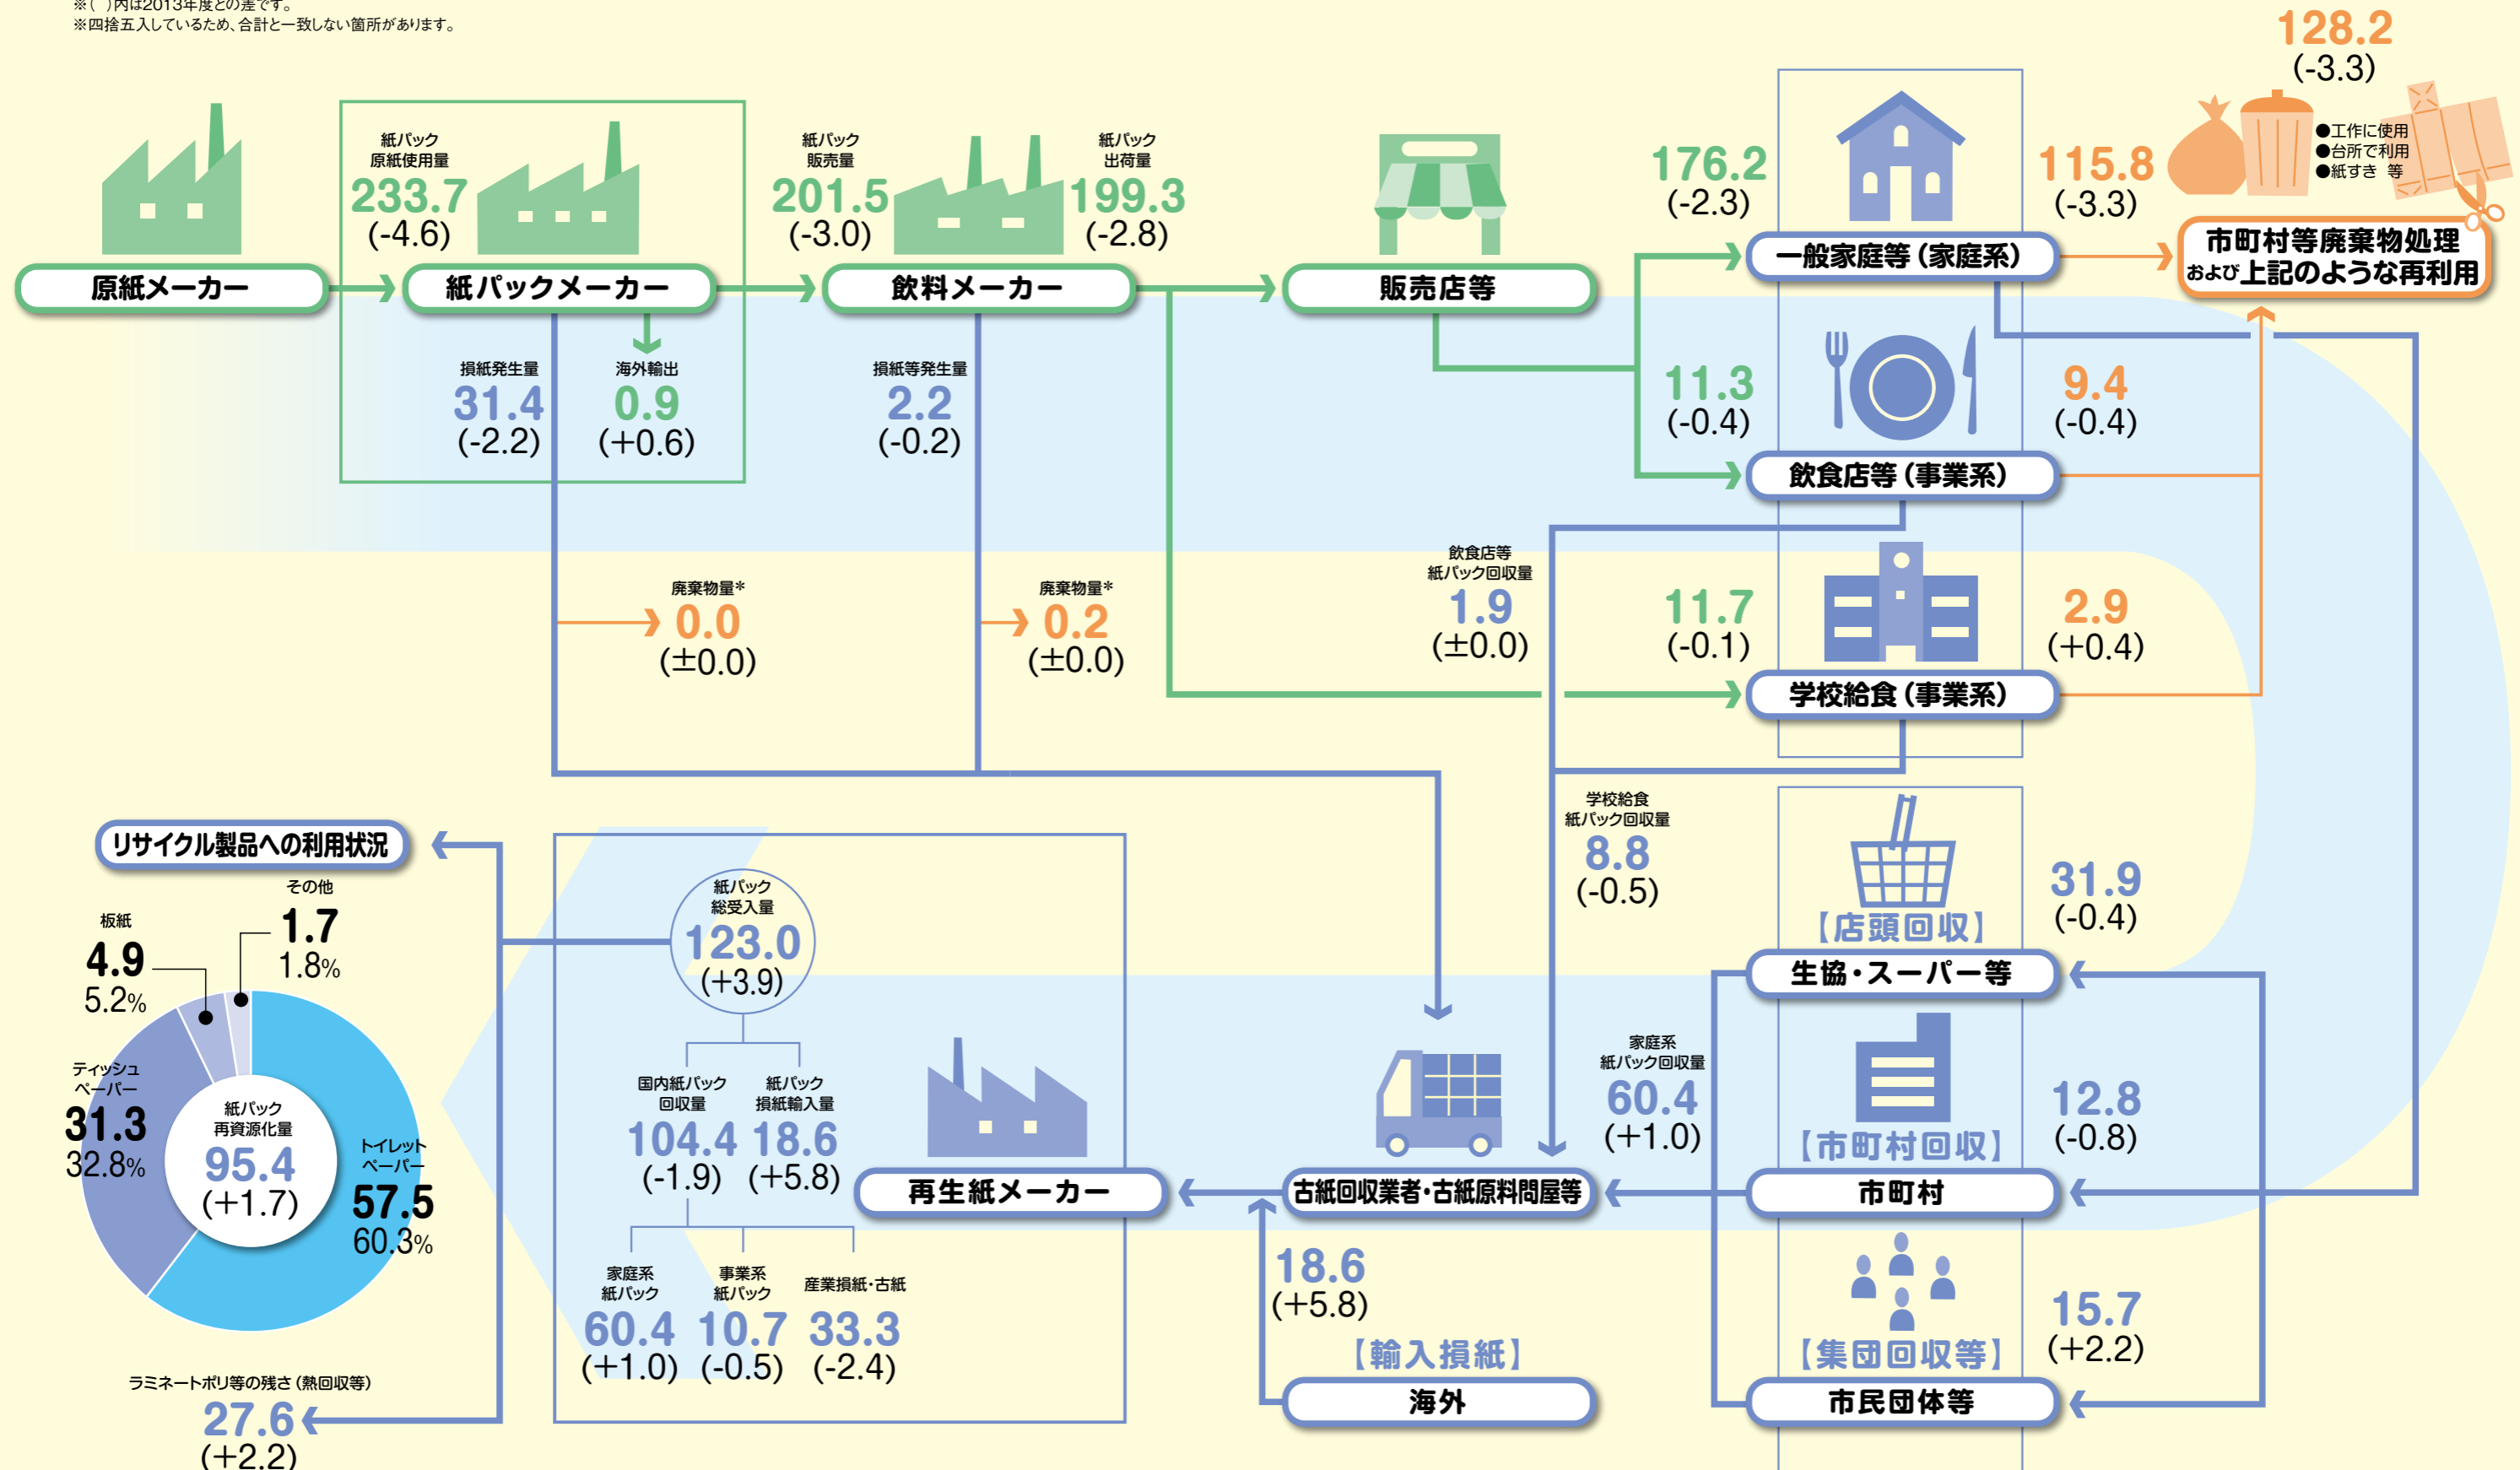 ※( )内は2013年度との差です。
※四捨五入しているため、合計と一致しない箇所があります。
原紙メーカー
紙パック
原紙使用量
233.7
(-4.6)
紙パックメーカー
損紙発生量
31.4
(-2.2)
海外輸出
0.9
(+0.6)
紙パック
販売量
201.5
(-3.0)
飲料メーカー
紙パック
出荷量
199.3
(-2.8)
損紙等発生量
2.2
(-0.2)
販売店等
176.2
(-2.3)
一般家庭等(家庭系)
115.8
(-3.3)
128.2
(-3.3)
●工作に使用
●台所で利用
●紙すき 等
市町村等廃棄物処理
および上記のような再利用
11.3
(-0.4)
飲食店等(事業系)
9.4
(-0.4)
廃棄物量*
0.0
(±0.0)
廃棄物量*
0.2
(±0.0)
飲食店等
紙パック回収量
1.9
(±0.0)
11.7
(-0.1)
学校給食(事業系)
2.9
(+0.4)
学校給食
紙パック回収量
8.8
(-0.5)
【店頭回収】
生協・スーパー等
31.9
(-0.4)
家庭系
紙パック回収量
60.4
(+1.0)
【市町村回収】
市町村
12.8
(-0.8)
【集団回収等】
市民団体等
15.7
(+2.2)
古紙回収業者・古紙原料問屋等
18.6
(+5.8)
【輸入損紙】
海外
再生紙メーカー
紙パック
総受入量
123.0
(+3.9)
国内紙パック
回収量
104.4
(-1.9)
紙パック
損紙輸入量
18.6
(+5.8)
家庭系
紙パック
60.4
(+1.0)
事業系
紙パック
10.7
(-0.5)
産業損紙・古紙
33.3
(-2.4)
リサイクル製品への利用状況
その他
1.7
1.8%
板紙
4.9
5.2%
ティッシュ
ペーパー
31.3
32.8%
紙パック
再資源化量
95.4
(+1.7)
トイレット
ペーパー
57.5
60.3%
ラミネートポリ等の残さ(熱回収等)
27.6
(+2.2)